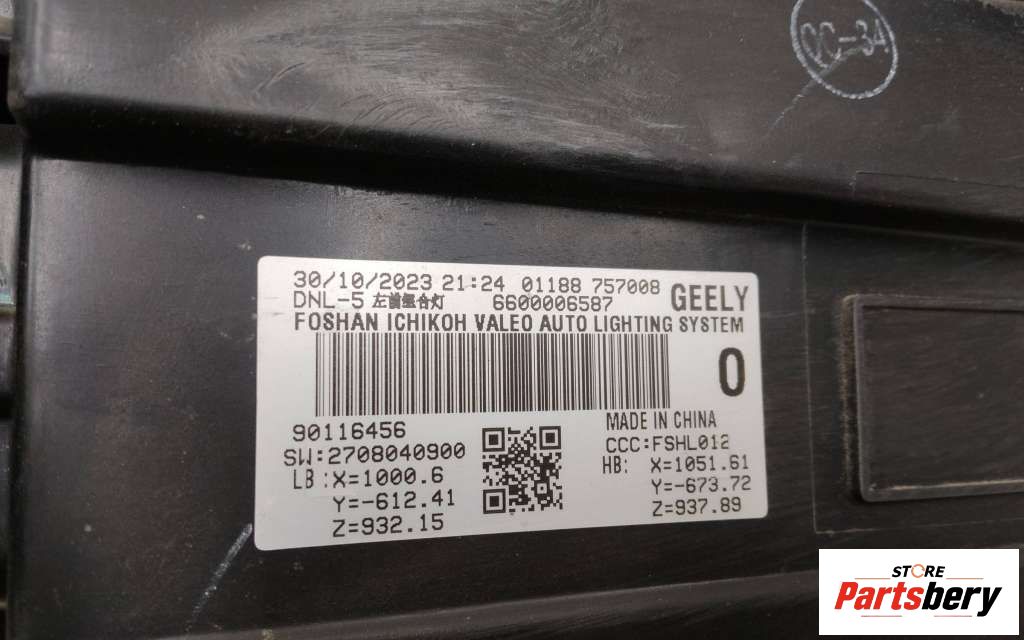 QC-3A
30/10/2023 21:24 01188 757008
DNL-5 左前组合灯 6600006587 GEELY
FOSHAN ICHIKOH VALEO AUTO LIGHTING SYSTEM
0
90116456 MADE IN CHINA
SW:2708040900 CCC:FSHL012
LB :X=1000.6 HB: X=1051.61
Y=-612.41 Y=-673.72
Z=932.15 Z=937.89
STORE
Partsbery